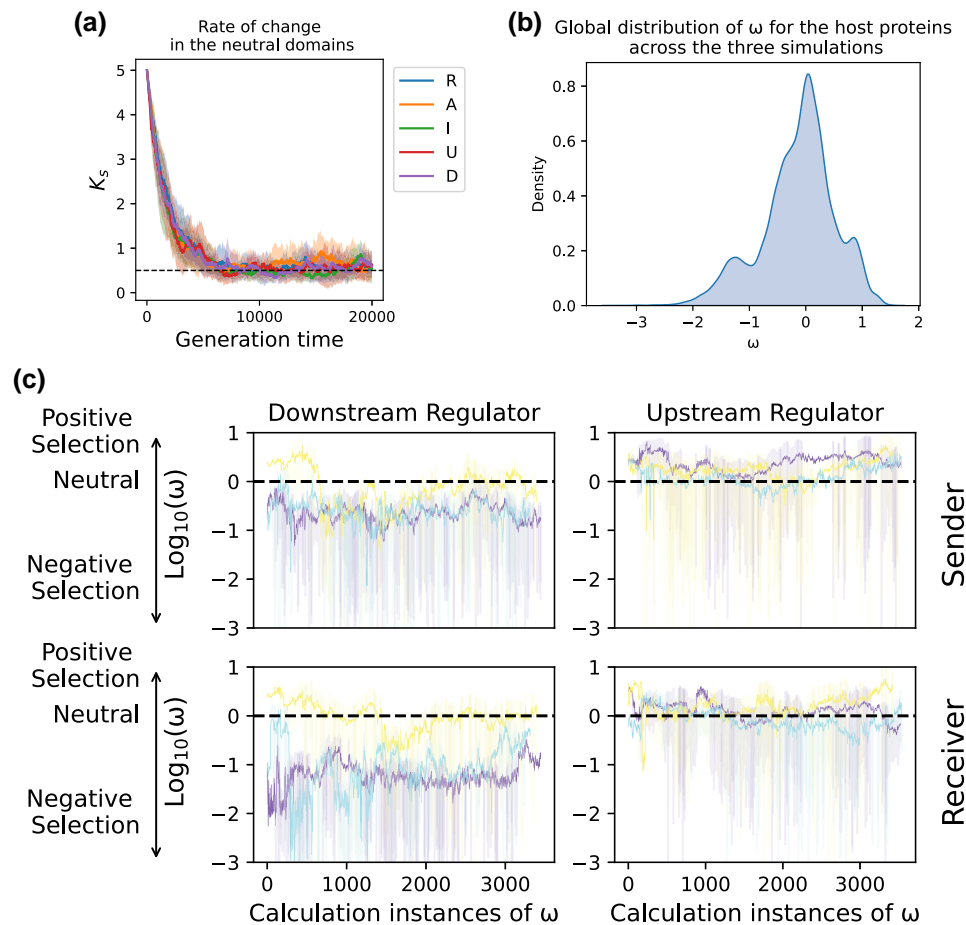 (a)
Rate of change
in the neutral domains
5
4
3
2
1
0
Kₛ
0
10000
20000
Generation time
R
A
I
U
D
(b)
Global distribution of ω for the host proteins
across the three simulations
0.8
0.6
0.4
0.2
0.0
Density
−3
−2
−1
0
1
2
ω
(c)
Downstream Regulator
Upstream Regulator
Positive
Selection
Neutral
Negative
Selection
Log₁₀(ω)
1
0
−1
−2
−3
1
0
−1
−2
−3
Sender
Positive
Selection
Neutral
Negative
Selection
Log₁₀(ω)
1
0
−1
−2
−3
1
0
−1
−2
−3
Receiver
0
1000
2000
3000
0
1000
2000
3000
Calculation instances of ω
Calculation instances of ω